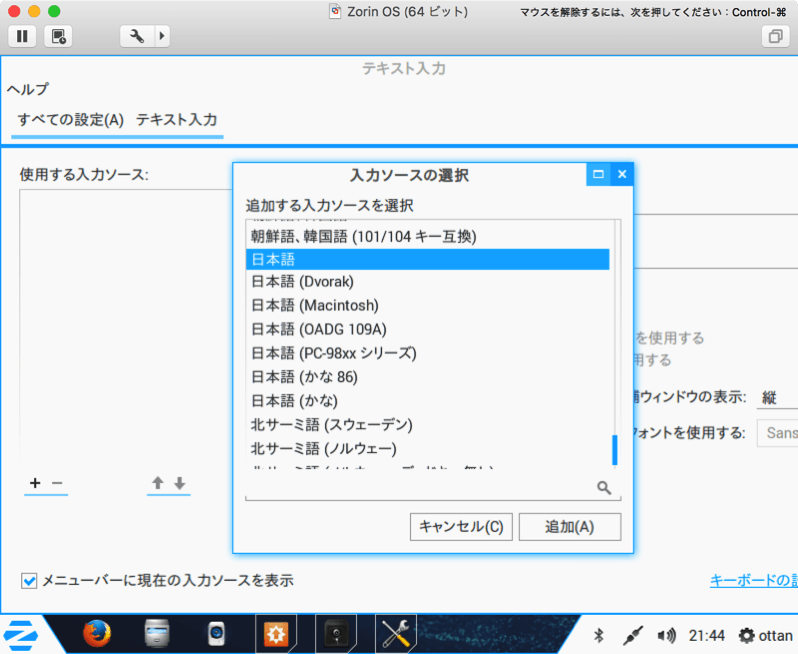 Zorin OS (64 ビット)
マウスを解除するには、次を押してください：Control-⌘
テキスト入力
ヘルプ
すべての設定(A) テキスト入力
使用する入力ソース:
入力ソースの選択
追加する入力ソースを選択
朝鮮語、韓国語 (101/104 キー互換)
日本語
日本語 (Dvorak)
日本語 (Macintosh)
日本語 (OADG 109A)
日本語 (PC-98xx シリーズ)
日本語 (かな 86)
日本語 (かな)
北サーミ語 (スウェーデン)
北サーミ語 (ノルウェー)
を使用する
用する
ウィンドウの表示: 縦
フォントを使用する: Sans
キャンセル(C) 追加(A)
メニューバーに現在の入力ソースを表示
キーボードの設
21:44 ottan